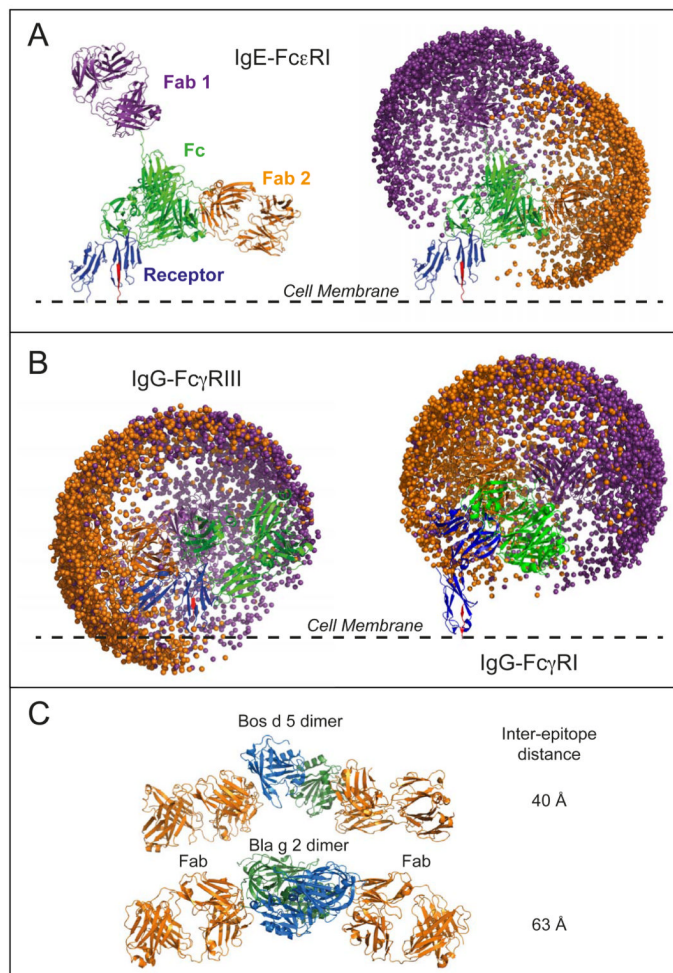 A
IgE-FcεRI
Fab 1
Fc
Fab 2
Receptor
Cell Membrane
B
IgG-FcγRIII
Cell Membrane
IgG-FcγRI
C
Bos d 5 dimer
Inter-epitope
distance
40 Å
Bla g 2 dimer
Fab
Fab
63 Å